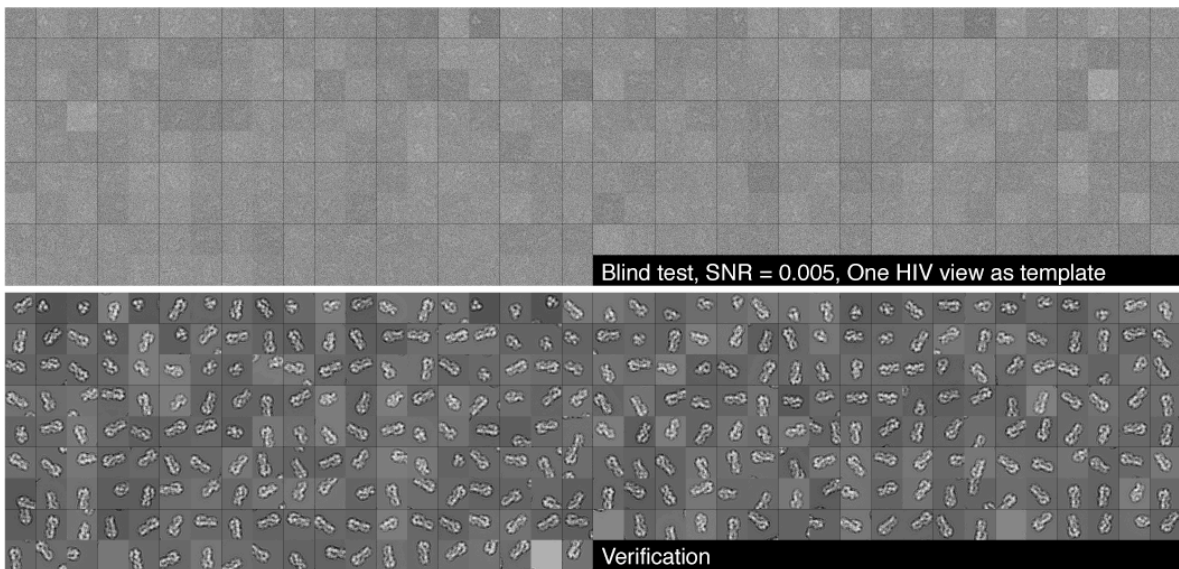 Blind test, SNR = 0.005, One HIV view as template
Verification